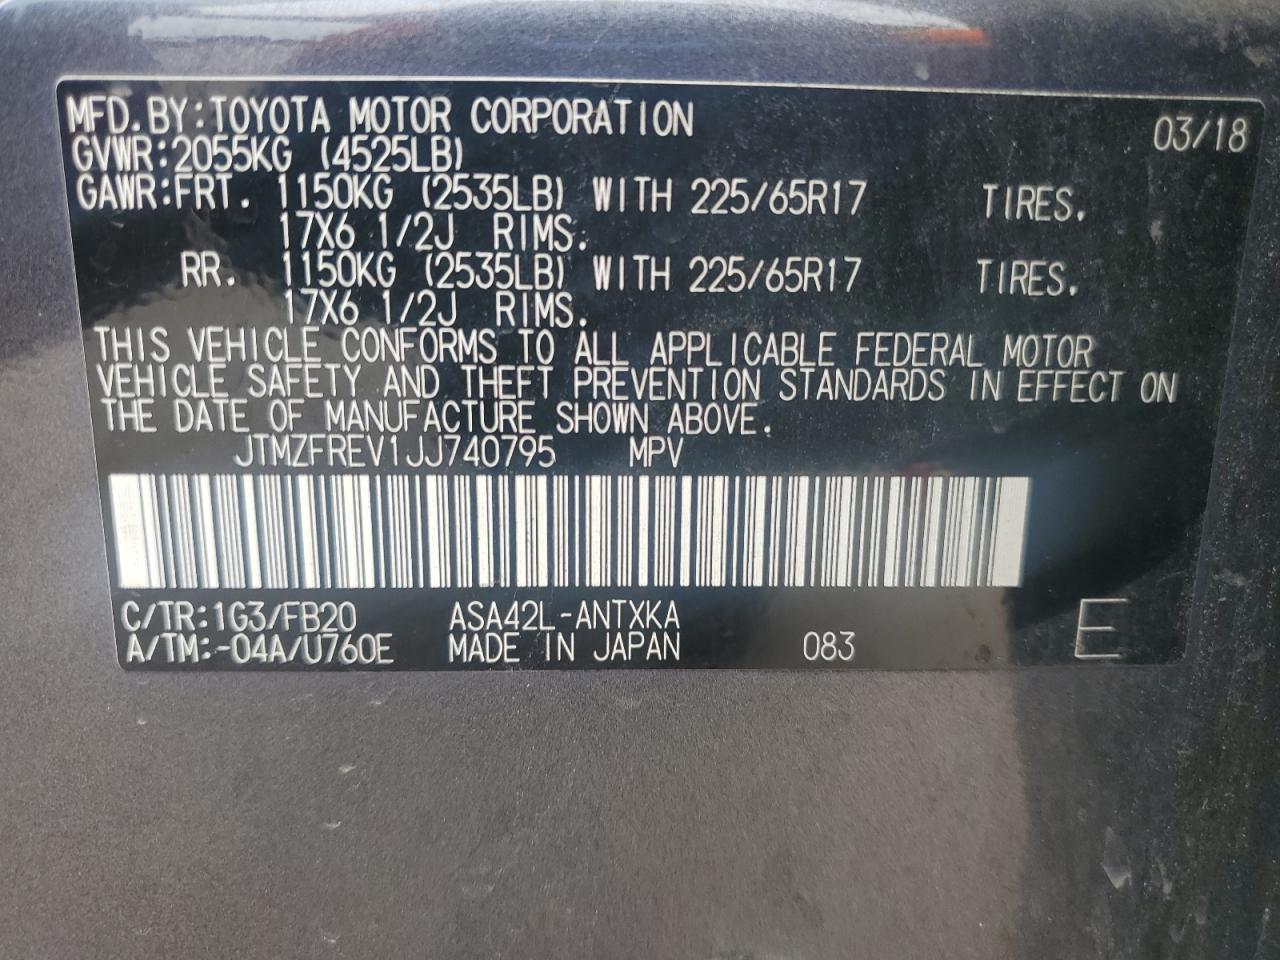 MFD.BY:TOYOTA MOTOR CORPORATION 03/18
GVWR:2055KG (4525LB)
GAWR:FRT. 1150KG (2535LB) WITH 225/65R17 TIRES.
17X6 1/2J RIMS.
RR. 1150KG (2535LB) WITH 225/65R17 TIRES.
17X6 1/2J RIMS.
THIS VEHICLE CONFORMS TO ALL APPLICABLE FEDERAL MOTOR
VEHICLE SAFETY AND THEFT PREVENTION STANDARDS IN EFFECT ON
THE DATE OF MANUFACTURE SHOWN ABOVE.
JTMZFREV1JJ740795 MPV
C/TR:1G3/FB20 ASA42L-ANTXKA
A/TM:-04A/U760E MADE IN JAPAN 083 E